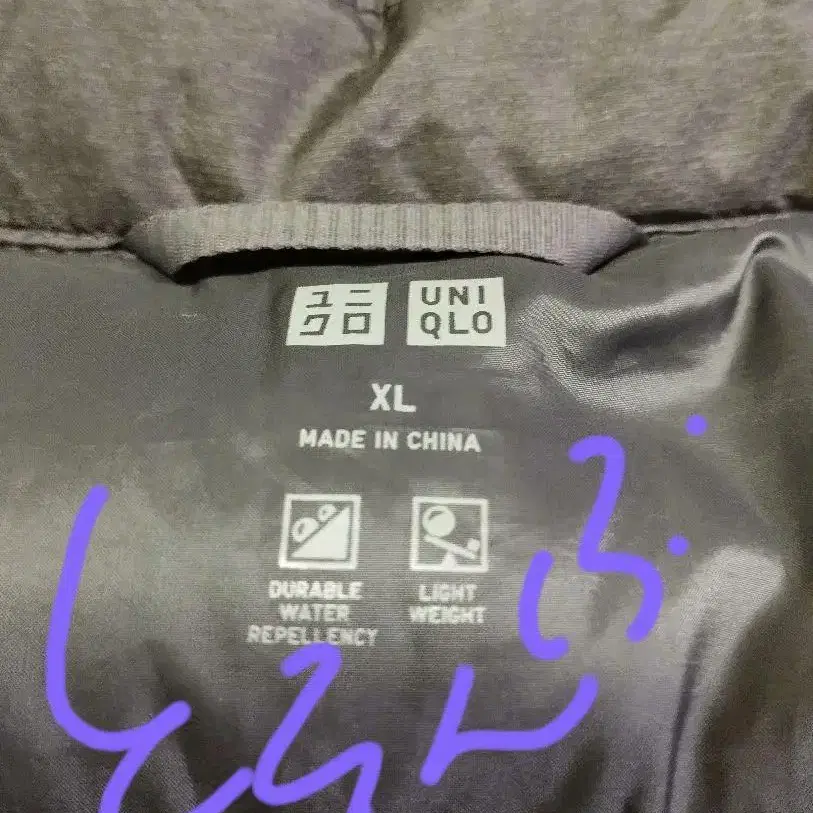 ユニ UNI
クロ QLO
XL
MADE IN CHINA
DURABLE LIGHT
WATER WEIGHT
REPELLENCY